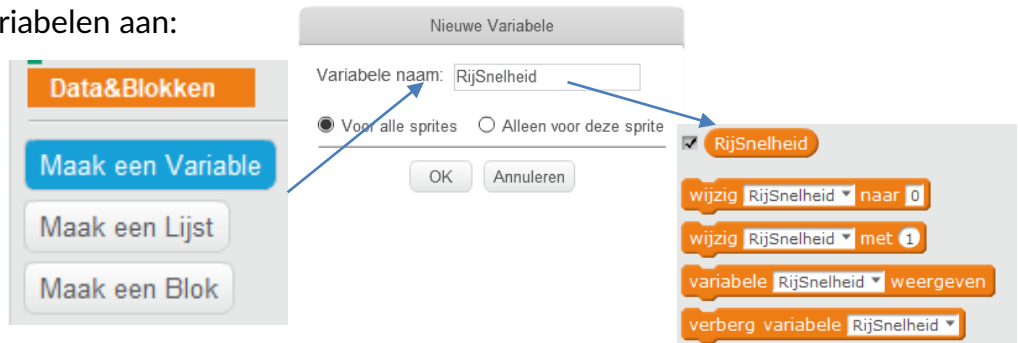 riabelen aan:
Data&Blokken
Maak een Variable
Maak een Lijst
Maak een Blok
Nieuwe Variabele
Variabele naam: RijSnelheid
Voor alle sprites Alleen voor deze sprite
OK Annuleren
RijSnelheid
wijzig RijSnelheid naar 0
wijzig RijSnelheid met 1
variabele RijSnelheid weergeven
verberg variabele RijSnelheid